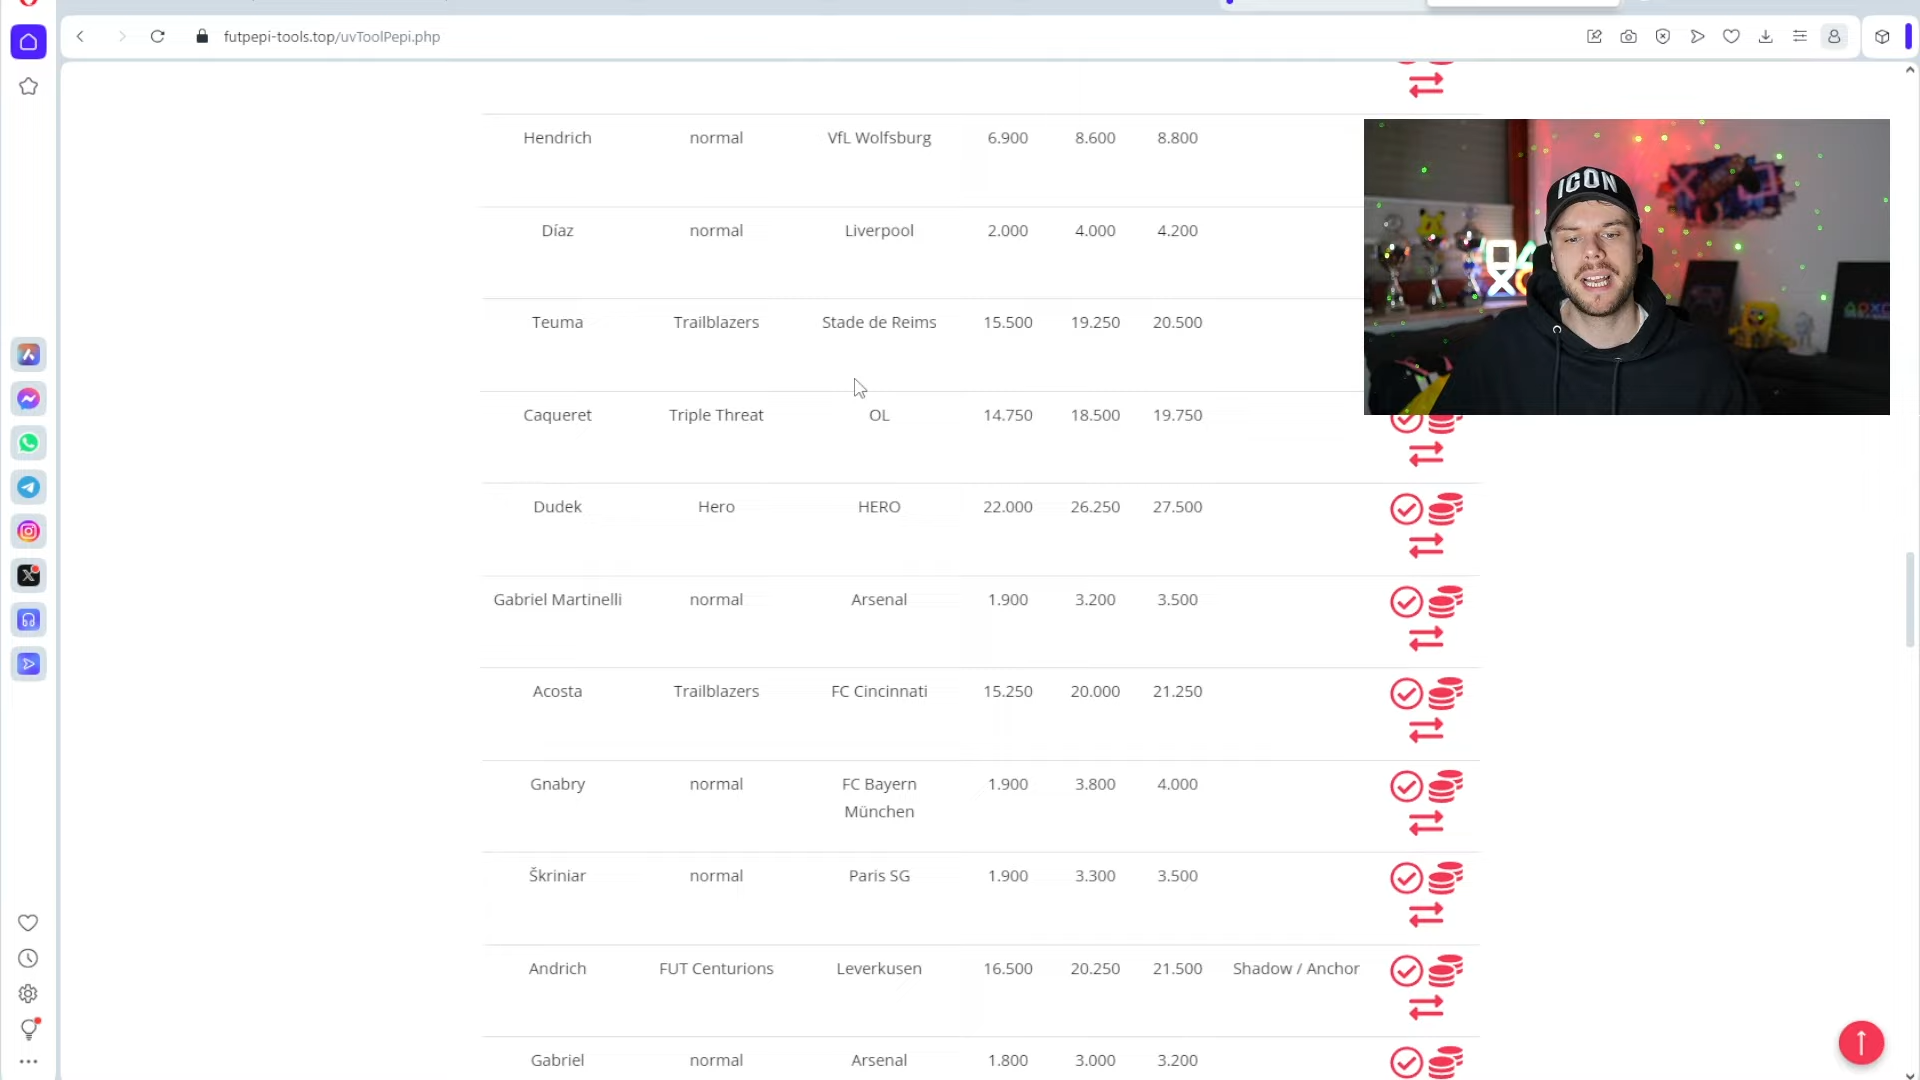 futpepi-tools.top/uvToolPepi.php
Hendrich normal VfL Wolfsburg 6.900 8.600 8.800
Díaz normal Liverpool 2.000 4.000 4.200
Teuma Trailblazers Stade de Reims 15.500 19.250 20.500
Caqueret Triple Threat OL 14.750 18.500 19.750
Dudek Hero HERO 22.000 26.250 27.500
Gabriel Martinelli normal Arsenal 1.900 3.200 3.500
Acosta Trailblazers FC Cincinnati 15.250 20.000 21.250
Gnabry normal FC Bayern 1.900 3.800 4.000
München
Škriniar normal Paris SG 1.900 3.300 3.500
Andrich FUT Centurions Leverkusen 16.500 20.250 21.500 Shadow / Anchor
Gabriel normal Arsenal 1.800 3.000 3.200
ICON